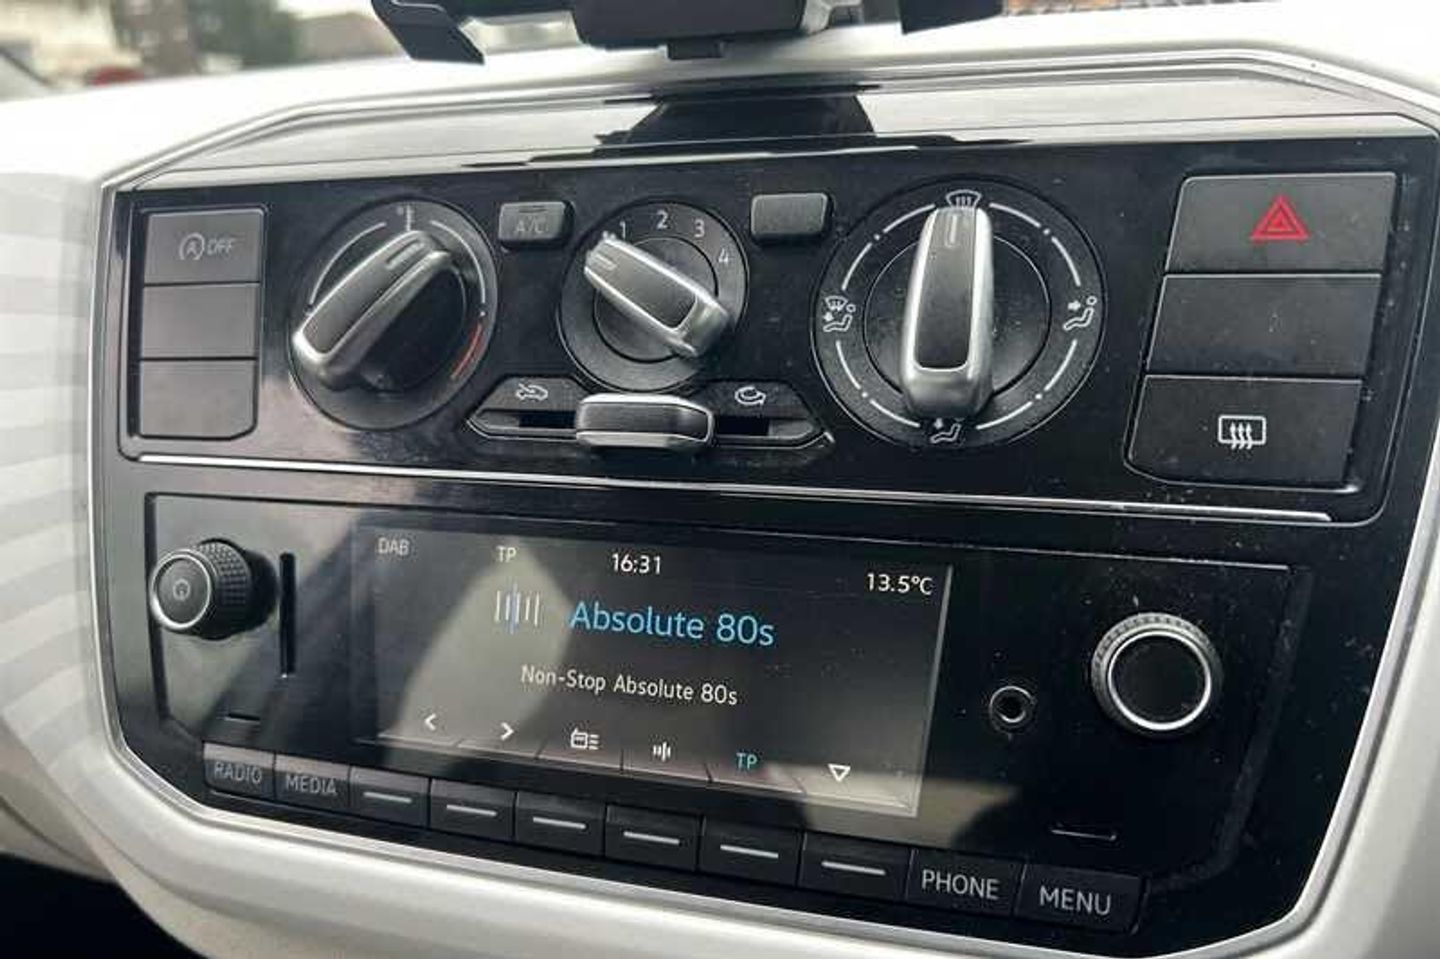 OFF
A/C
1 2 3 4
DAB TP 16:31 13.5°C
Absolute 80s
Non-Stop Absolute 80s
TP
RADIO MEDIA PHONE MENU